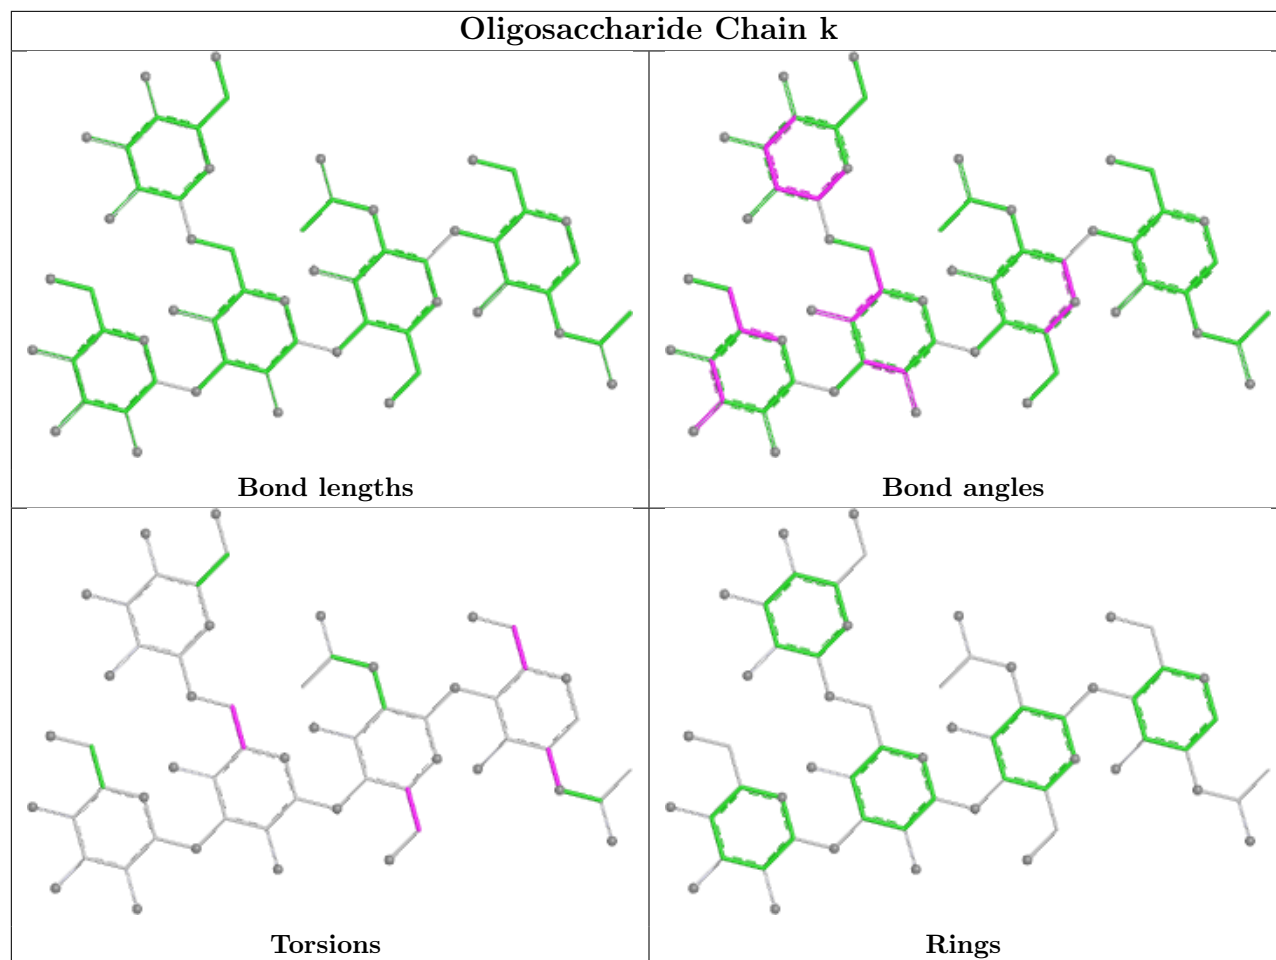 Oligosaccharide Chain k
Bond lengths
Bond angles
Torsions
Rings